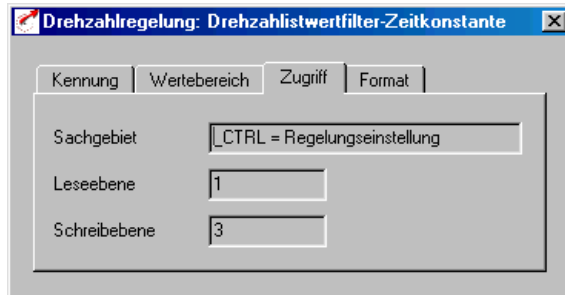 Drehzahlregelung: Drehzahlistwertfilter-Zeitkonstante
Kennung Wertebereich Zugriff Format
Sachgebiet _CTRL = Regelungseinstellung
Leseebene 1
Schreibebene 3